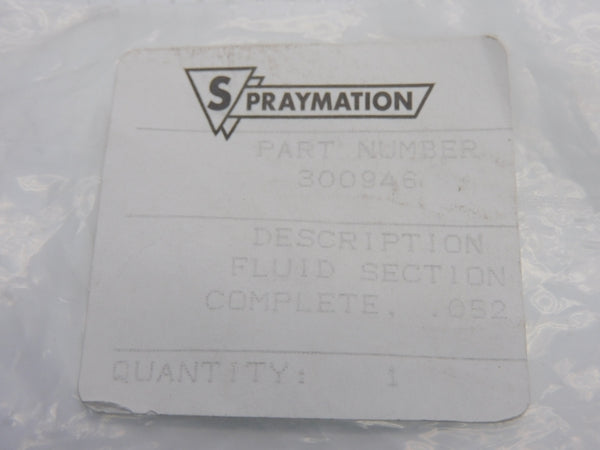 SPRAYMATION
PART NUMBER
300946
DESCRIPTION
FLUID SECTION
COMPLETE, .052
QUANTITY: 1